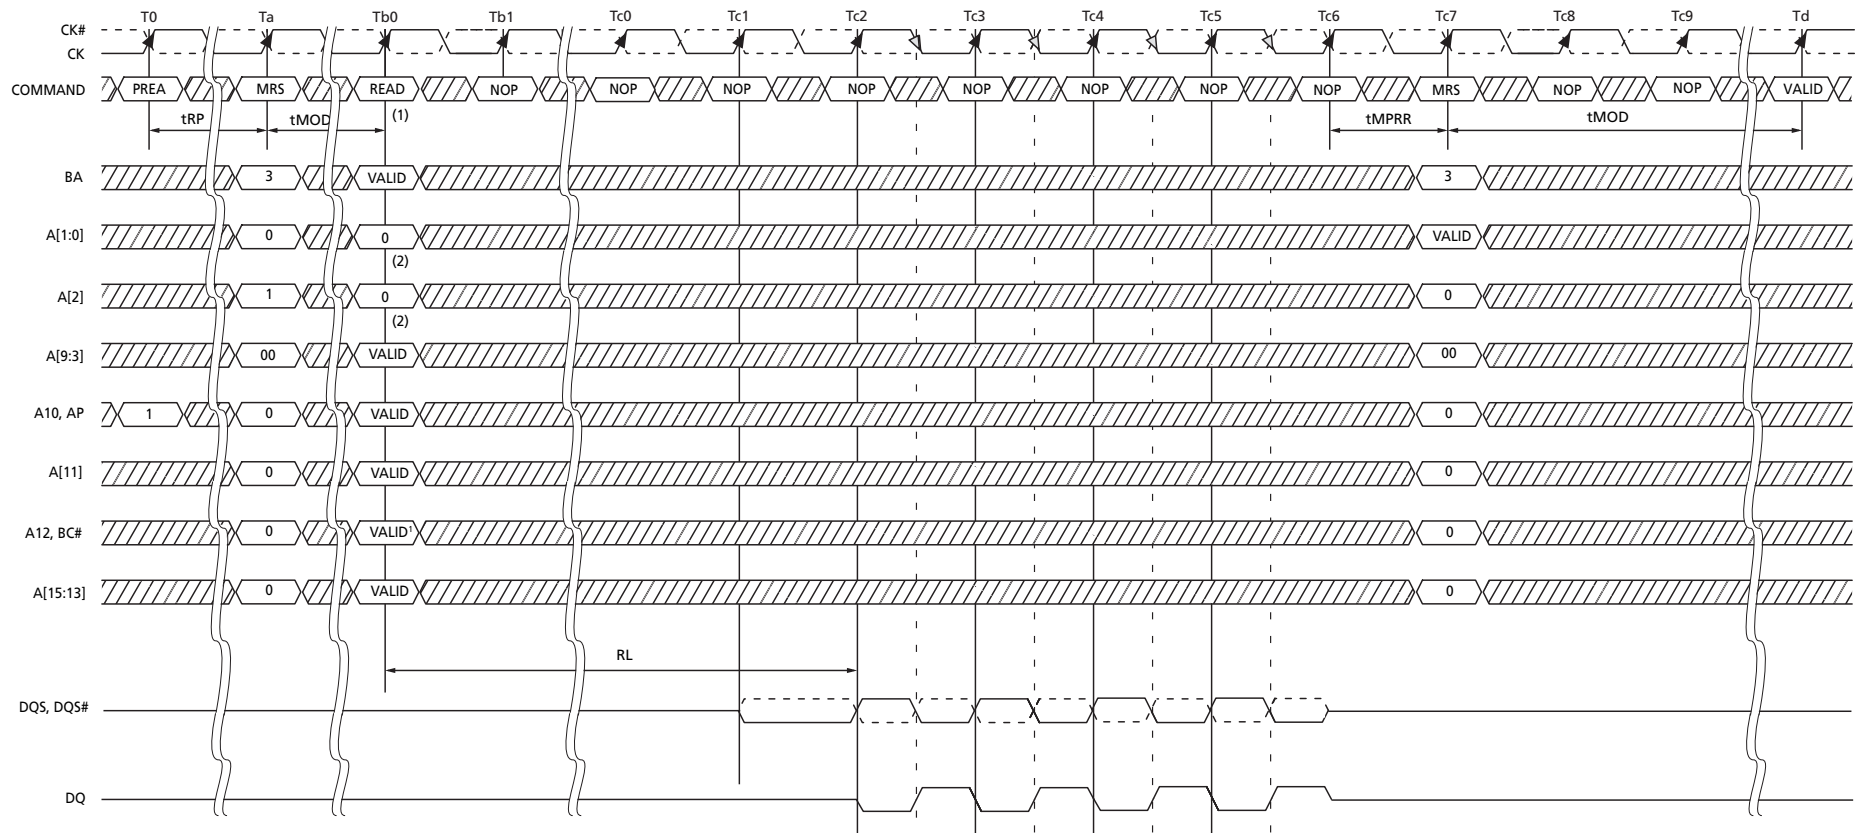 T0 Ta Tb0 Tb1 Tc0 Tc1 Tc2 Tc3 Tc4 Tc5 Tc6 Tc7 Tc8 Tc9 Td
CK#
CK
COMMAND PREA MRS READ NOP NOP NOP NOP NOP NOP NOP NOP MRS NOP NOP VALID
tRP tMOD (1) tMPRR tMOD
BA 3 VALID 3
A[1:0] 0 0 VALID
(2)
A[2] 1 0 0
(2)
A[9:3] 00 VALID 00
A10, AP 1 0 VALID 0
A[11] 0 VALID 0
A12, BC# 0 VALID¹ 0
A[15:13] 0 VALID 0
RL
DQS, DQS#
DQ